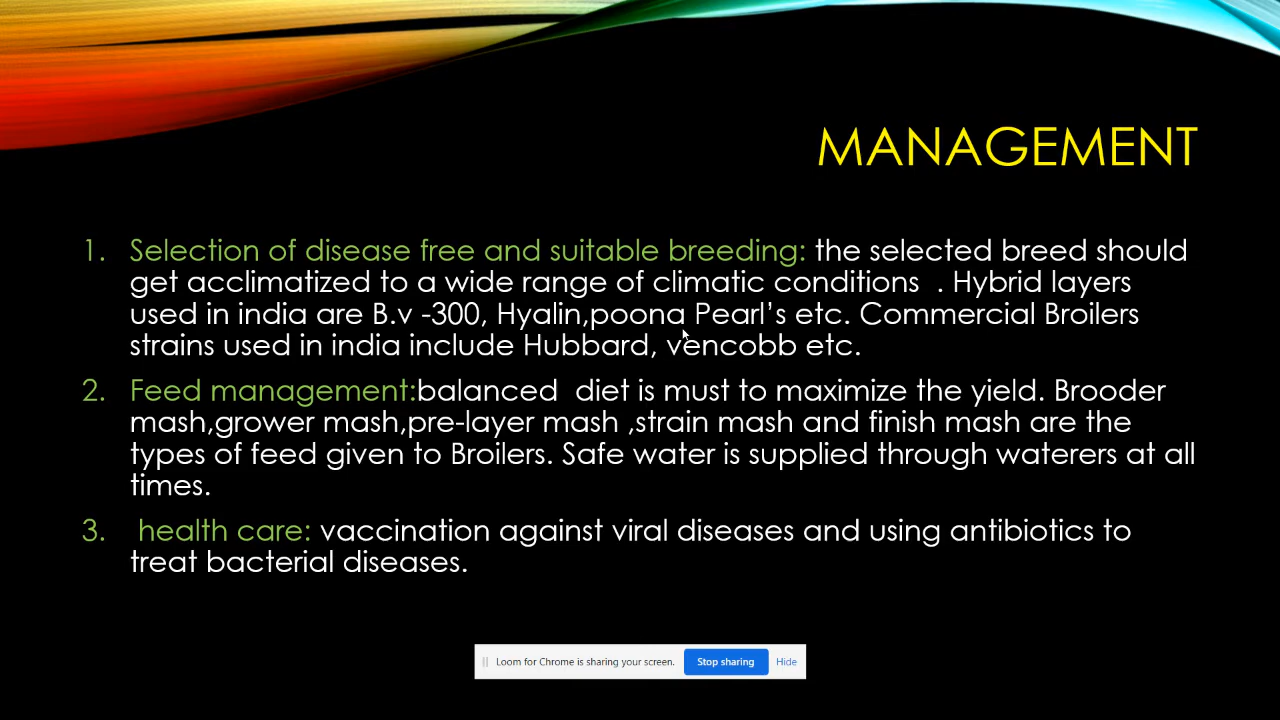 MANAGEMENT
1. Selection of disease free and suitable breeding: the selected breed should
get acclimatized to a wide range of climatic conditions . Hybrid layers
used in india are B.v -300, Hyalin,poona Pearl's etc. Commercial Broilers
strains used in india include Hubbard, vencobb etc.
2. Feed management:balanced diet is must to maximize the yield. Brooder
mash,grower mash,pre-layer mash ,strain mash and finish mash are the
types of feed given to Broilers. Safe water is supplied through waterers at all
times.
3. health care: vaccination against viral diseases and using antibiotics to
treat bacterial diseases.
Loom for Chrome is sharing your screen. Stop sharing Hide